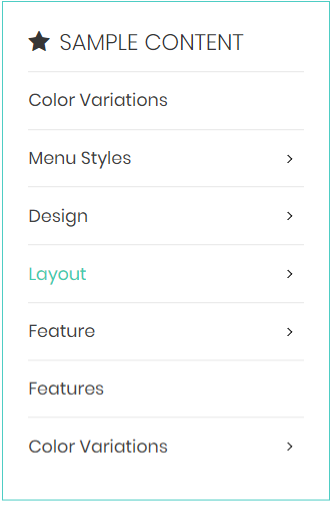 SAMPLE CONTENT
Color Variations
Menu Styles
Design
Layout
Feature
Features
Color Variations